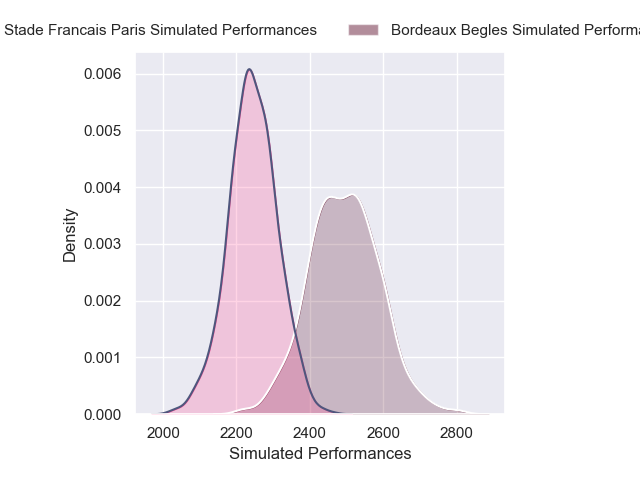 Stade Francais Paris Simulated Performances Bordeaux Begles Simulated
0.006
0.005
0.004
0.003
0.002
0.001
0.000
Density
2000 2200 2400 2600 2800
Simulated Performances